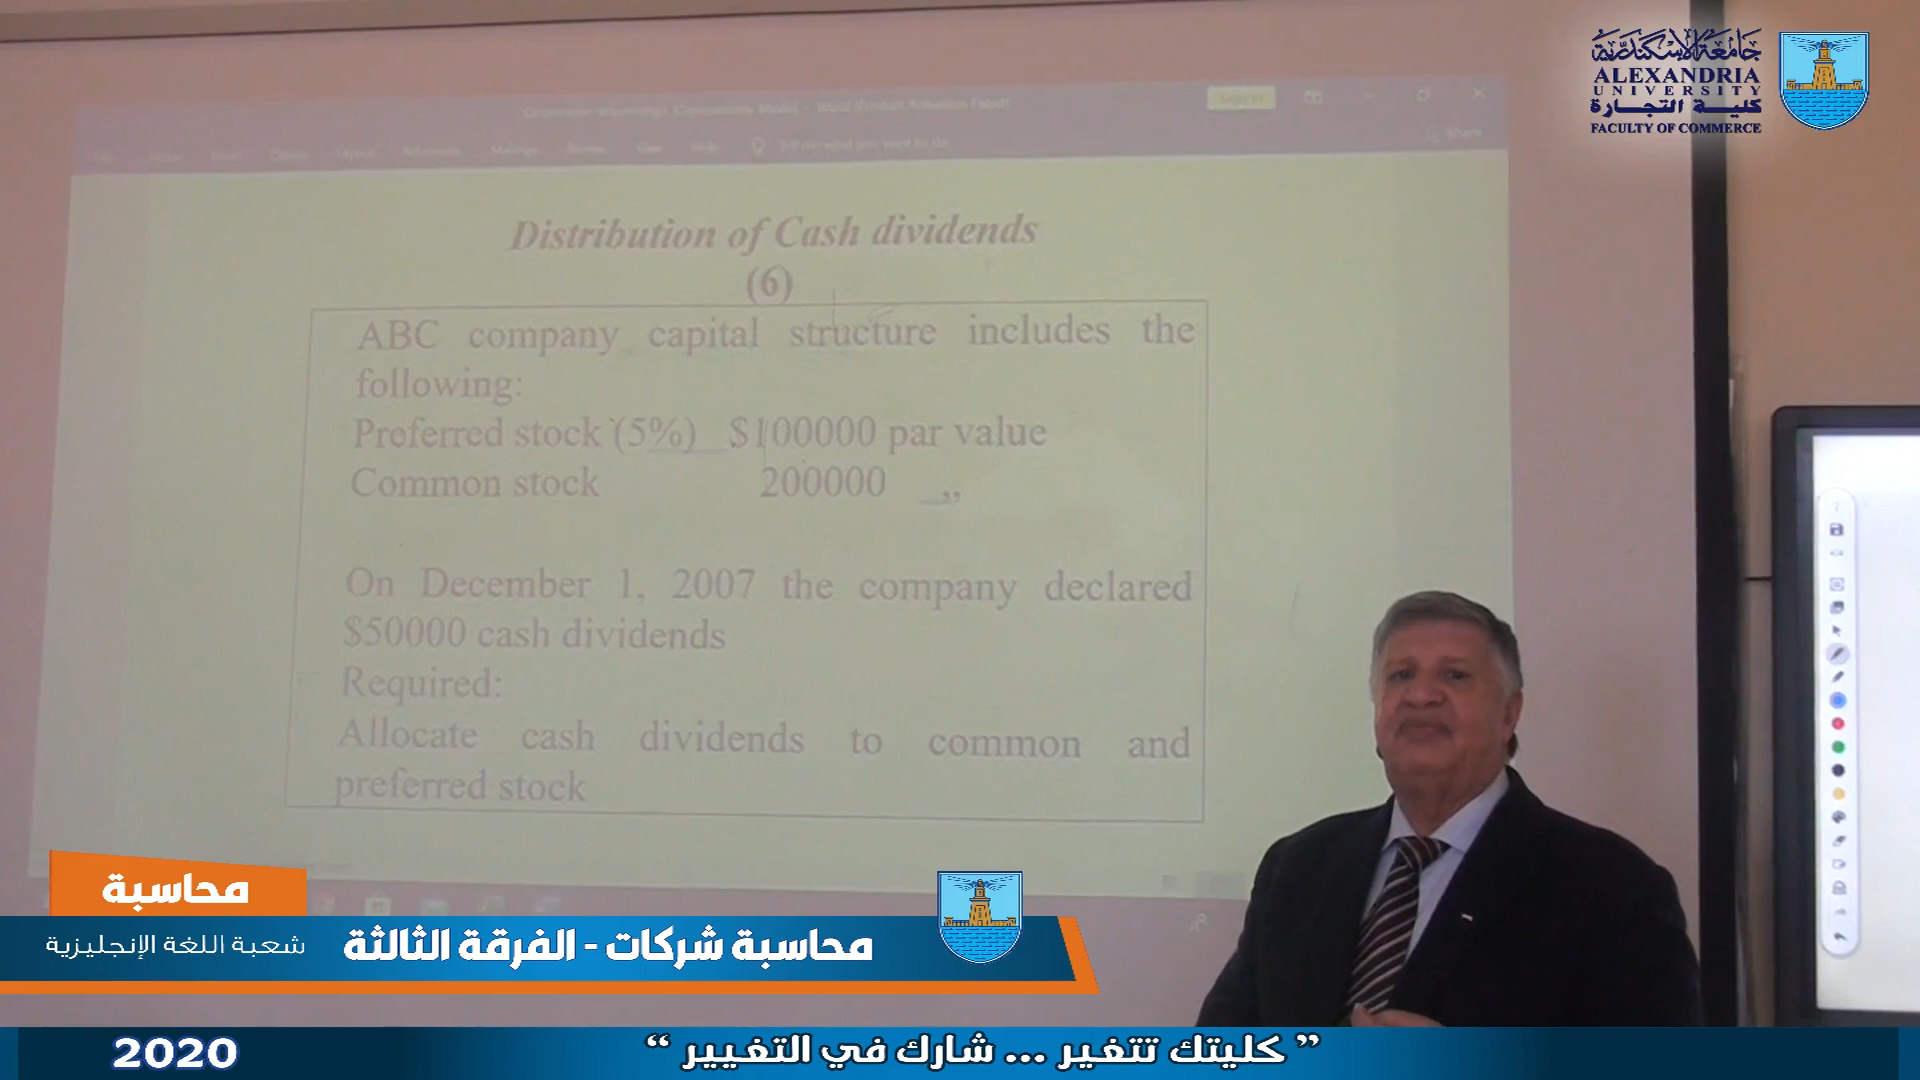 جامعة الإسكندرية
ALEXANDRIA
UNIVERSITY
كلية التجارة
FACULTY OF COMMERCE
Sign in
Share
Distribution of Cash dividends
(6)
ABC company capital structure includes the
following:
Preferred stock (5%) $100000 par value
Common stock 200000 ,,
On December 1, 2007 the company declared
$50000 cash dividends
Required:
Allocate cash dividends to common and
preferred stock
محاسبة
محاسبة شركات - الفرقة الثالثة
شعبة اللغة الإنجليزية
” كليتك تتغير ... شارك في التغيير “
2020